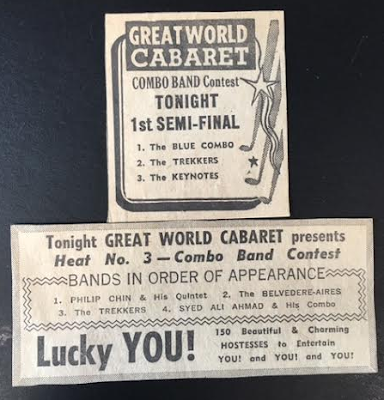 GREAT WORLD
CABARET
COMBO BAND Contest
TONIGHT
1st SEMI-FINAL
1. The BLUE COMBO
2. The TREKKERS
3. The KEYNOTES
Tonight GREAT WORLD CABARET presents
Heat No. 3 — Combo Band Contest
BANDS IN ORDER OF APPEARANCE
1. PHILIP CHIN & His Quintet 2. The BELVEDERE-AIRES
3. The TREKKERS 4. SYED ALI AHMAD & His Combo
Lucky YOU!
150 Beautiful & Charming
HOSTESSES to Entertain
YOU! and YOU! and YOU!